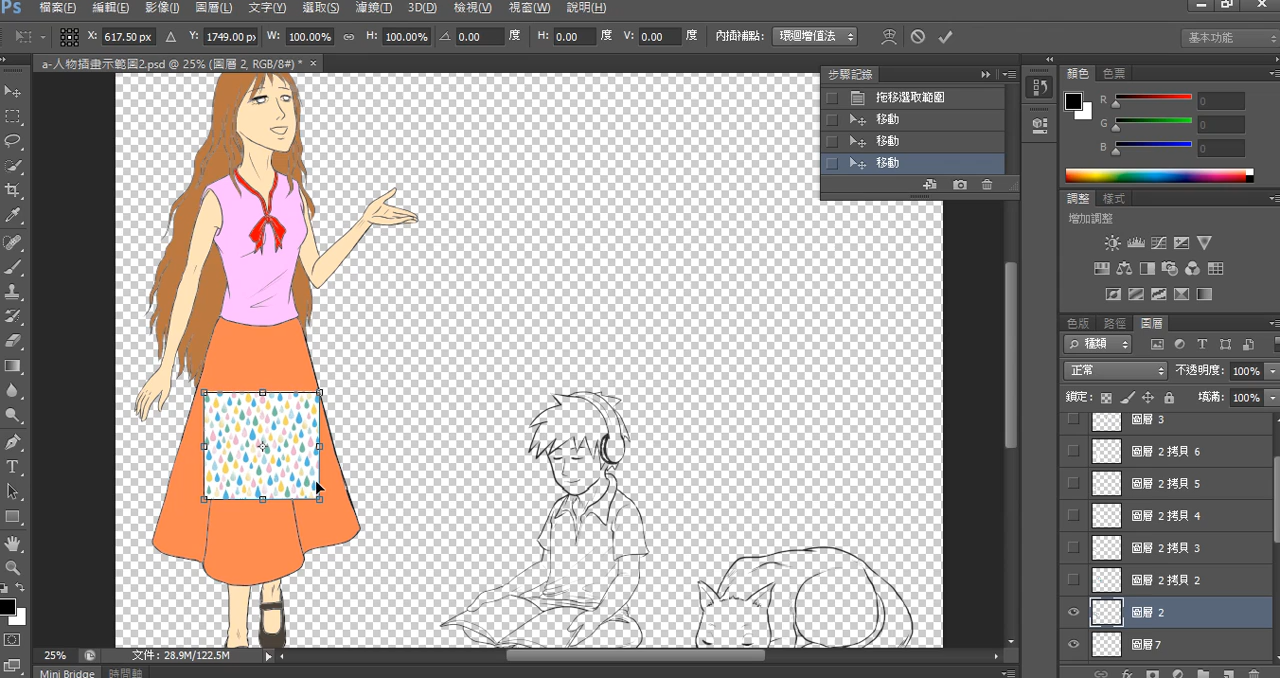 Ps 檔案(F) 編輯(E) 影像(I) 圖層(L) 文字(Y) 選取(S) 濾鏡(T) 3D(D) 檢視(V) 視窗(W) 說明(H)
X: 617.50 px Y: 1749.00 px W: 100.00% H: 100.00% 0.00 度 H: 0.00 度 V: 0.00 度 內插補點: 環迴增值法 基本功能
a-人物插畫示範圖2.psd @ 25% (圖層 2, RGB/8#) * ×
步驟記錄
拖移選取範圍
移動
移動
移動
顏色 色票
R 0
G 0
B 0
調整 樣式
增加調整
色版 路徑 圖層
種類 T
正常 不透明度: 100%
鎖定: 填滿: 100%
圖層 3
圖層 2 拷貝 6
圖層 2 拷貝 5
圖層 2 拷貝 4
圖層 2 拷貝 3
圖層 2 拷貝 2
圖層 2
圖層 7
25% 文件: 28.9M/122.5M
Mini Bridge 時間軸